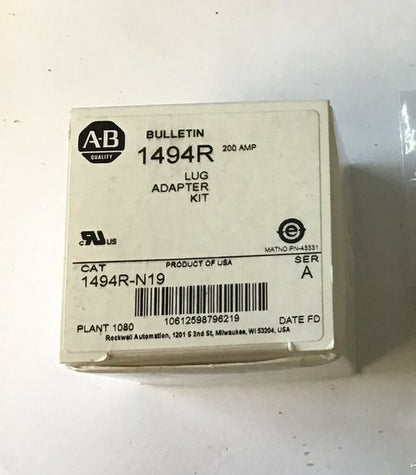 A-B
QUALITY
BULLETIN
1494R 200 AMP
LUG
ADAPTER
KIT
c RU US
e
MATNO:PN-43331
PRODUCT OF USA
CAT SER
1494R-N19 A
10612598796219
PLANT 1080 DATE FD
Rockwell Automation, 1201 S 2nd St, Milwaukee, WI 53204, USA